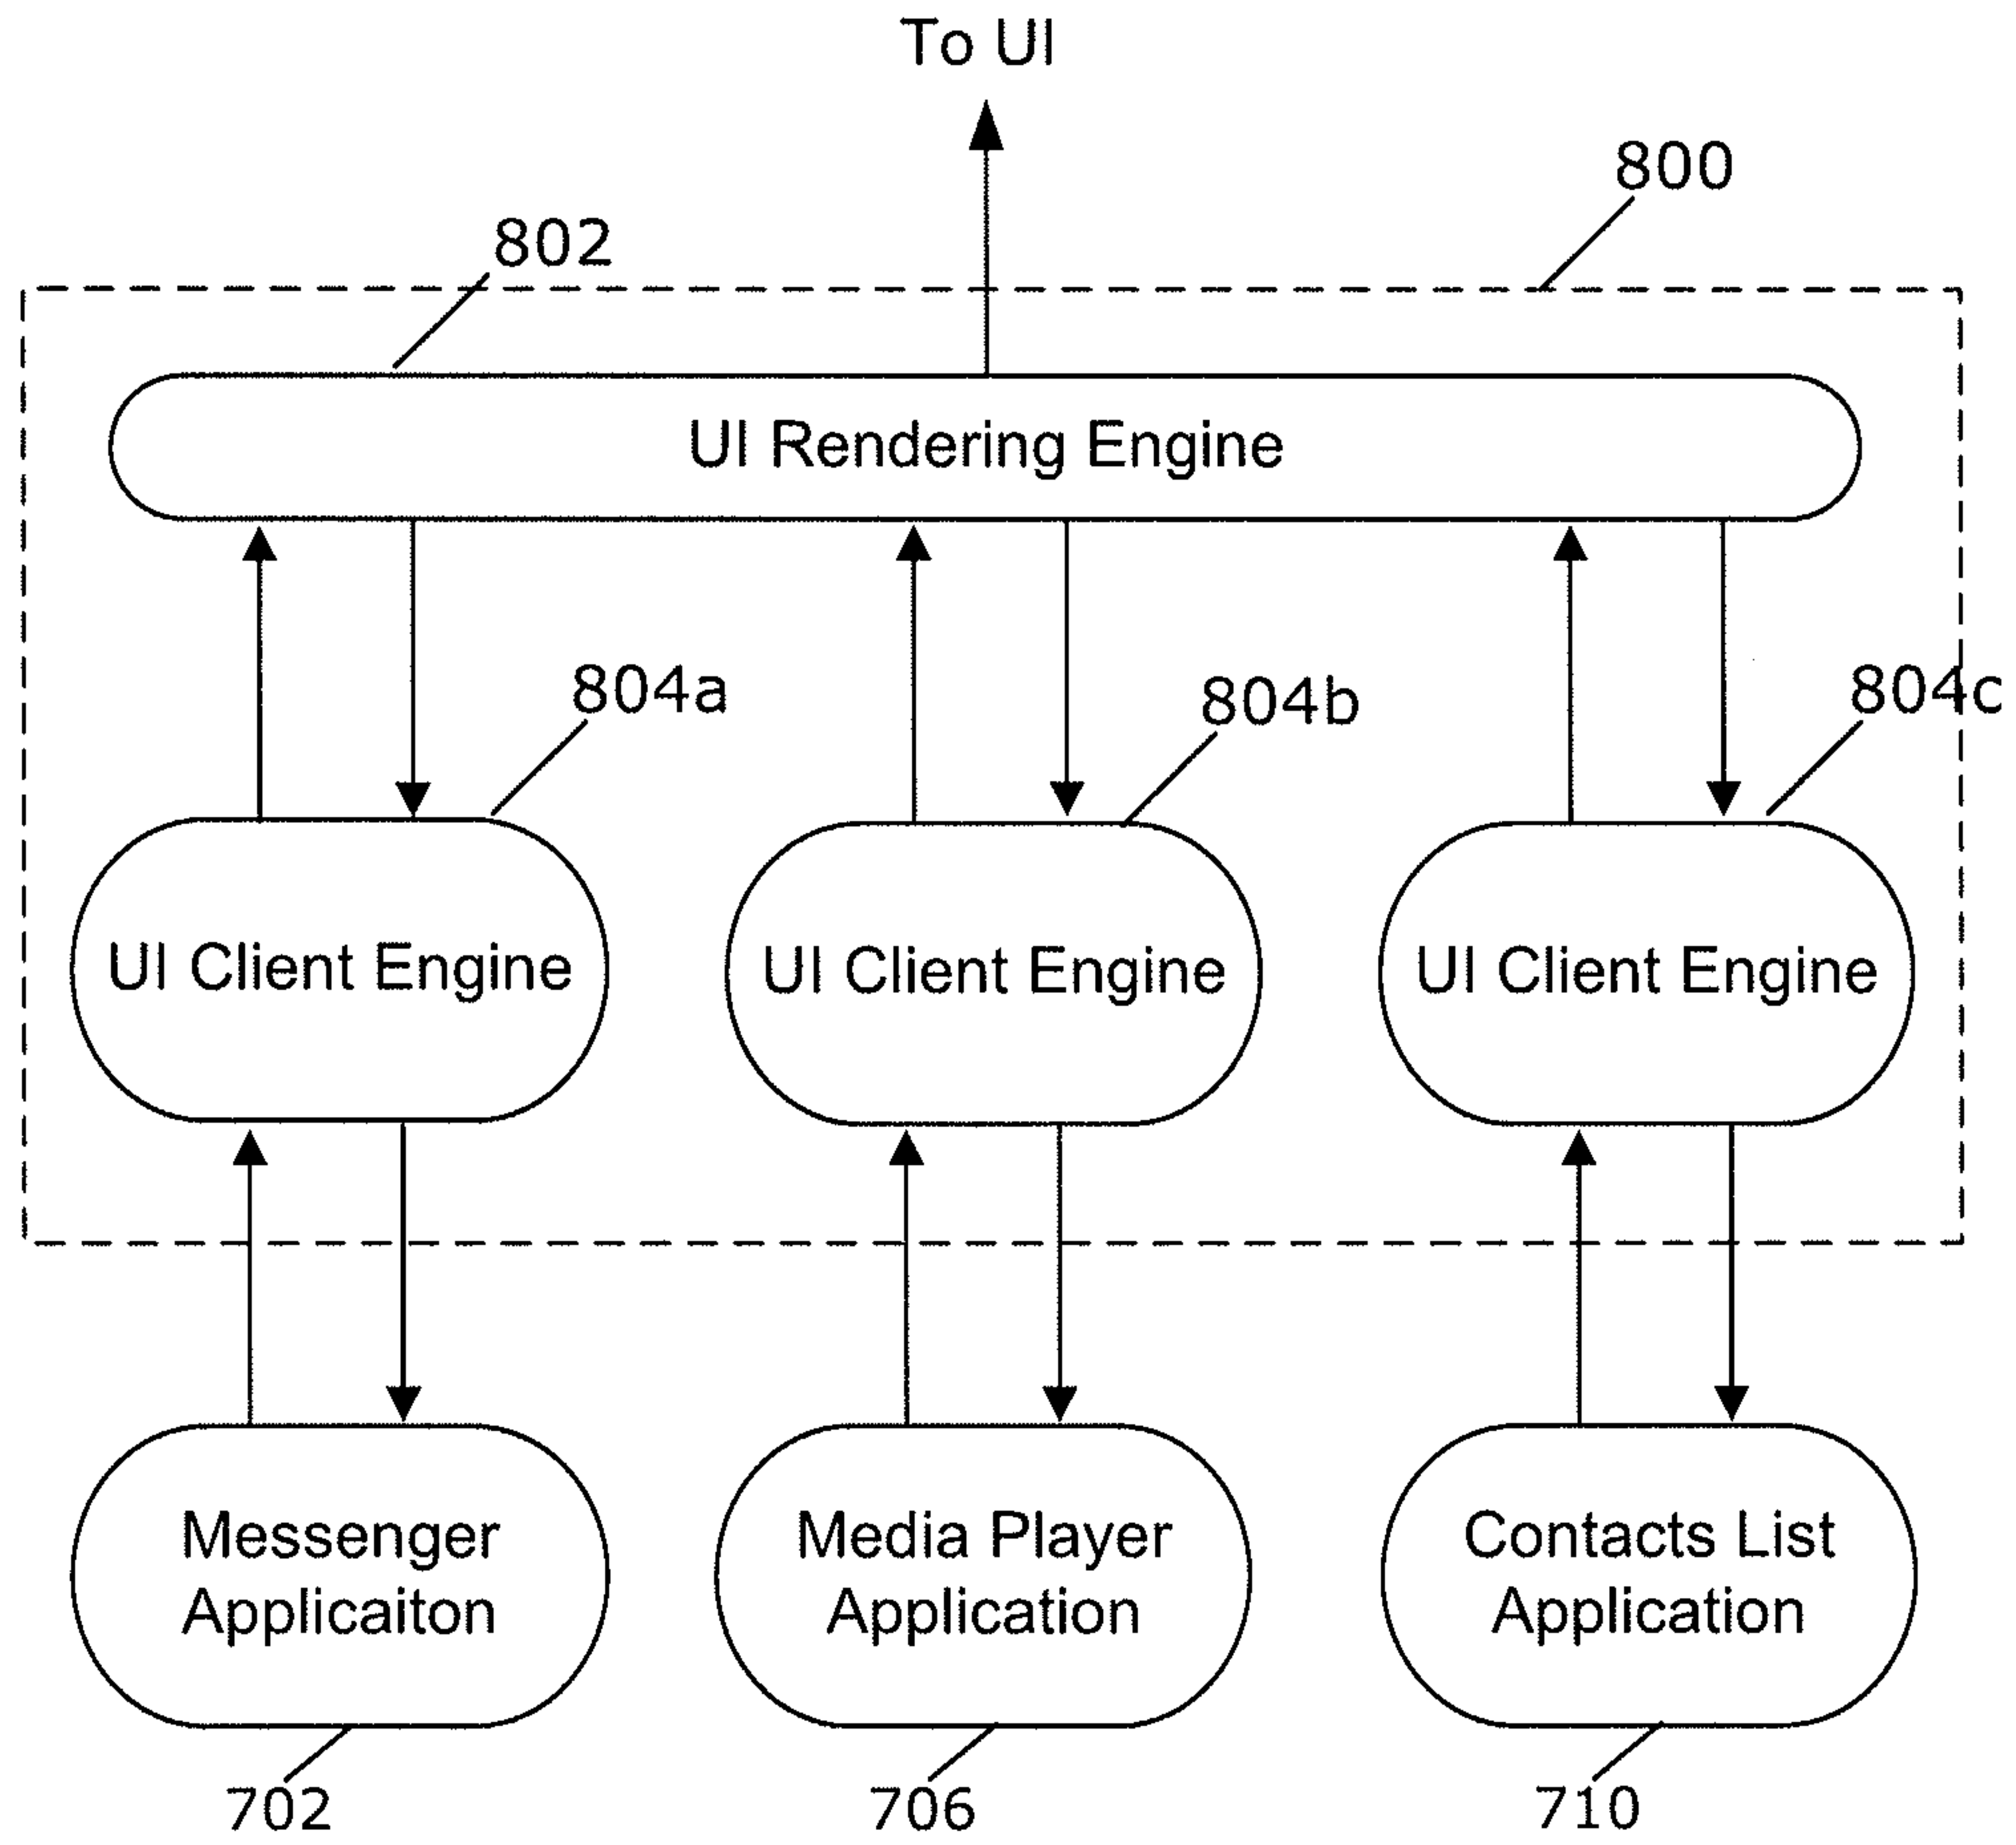 To UI
800
802
UI Rendering Engine
804a
804b
804c
UI Client Engine
UI Client Engine
UI Client Engine
Messenger
Applicaiton
Media Player
Application
Contacts List
Application
702
706
710